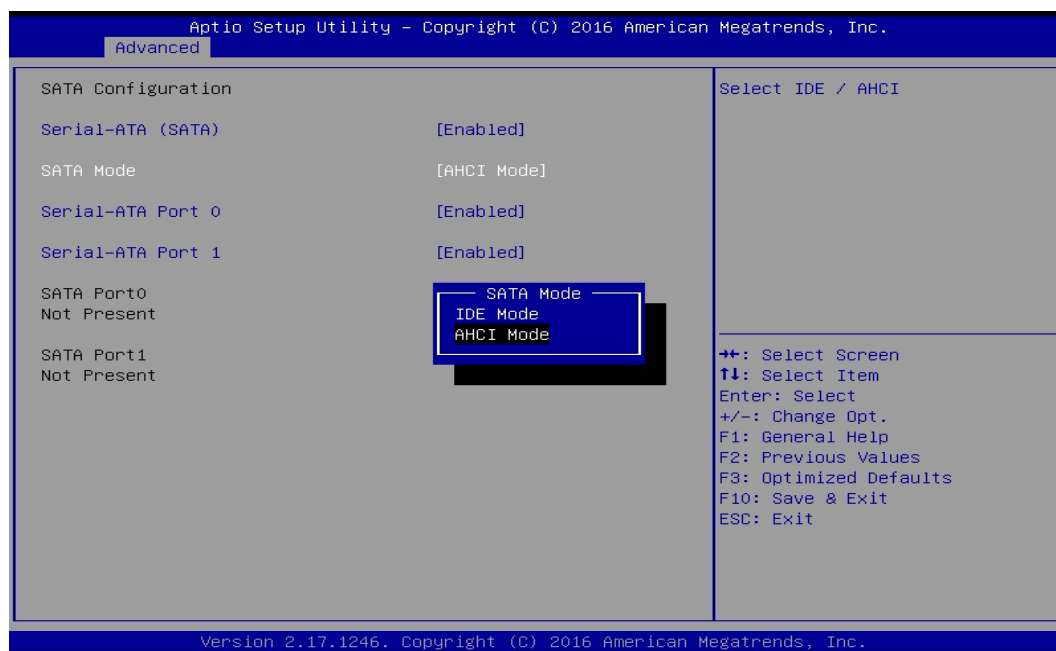 Aptio Setup Utility – Copyright (C) 2016 American Megatrends, Inc.
Advanced
SATA Configuration
Serial-ATA (SATA) [Enabled]
SATA Mode [AHCI Mode]
Serial-ATA Port 0 [Enabled]
Serial-ATA Port 1 [Enabled]
SATA Port0
Not Present
SATA Port1
Not Present
SATA Mode
IDE Mode
AHCI Mode
Select IDE / AHCI
→←: Select Screen
↑↓: Select Item
Enter: Select
+/-: Change Opt.
F1: General Help
F2: Previous Values
F3: Optimized Defaults
F10: Save & Exit
ESC: Exit
Version 2.17.1246. Copyright (C) 2016 American Megatrends, Inc.